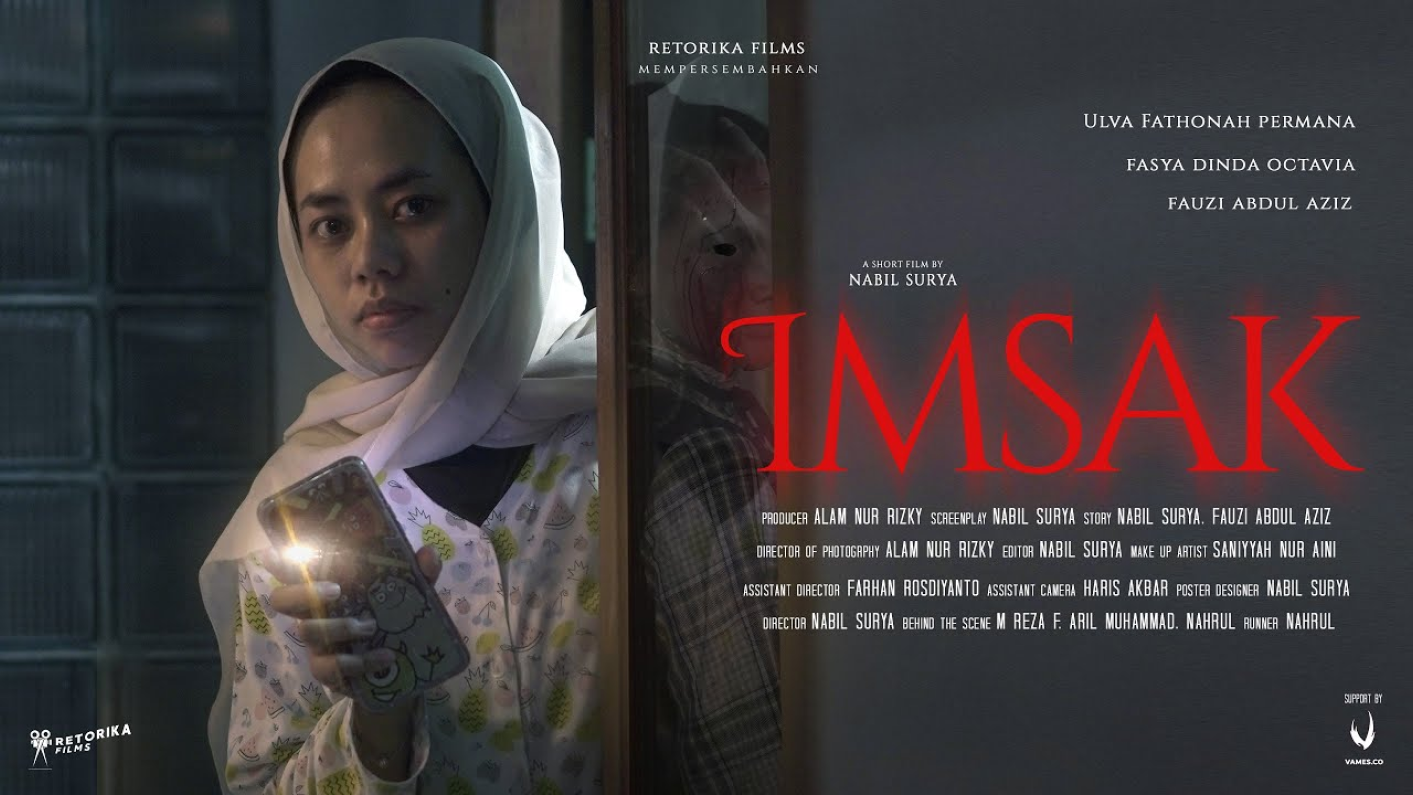 RETORIKA FILMS
MEMPERSEMBAHKAN
ULVA FATHONAH PERMANA
FASYA DINDA OCTAVIA
FAUZI ABDUL AZIZ
A SHORT FILM BY
NABIL SURYA
IMSAK
PRODUCER ALAM NUR RIZKY SCREENPLAY NABIL SURYA STORY NABIL SURYA. FAUZI ABDUL AZIZ
DIRECTOR OF PHOTOGRPHY ALAM NUR RIZKY EDITOR NABIL SURYA MAKE UP ARTIST SANIYYAH NUR AINI
ASSISTANT DIRECTOR FARHAN ROSDIYANTO ASSISTANT CAMERA HARIS AKBAR POSTER DESIGNER NABIL SURYA
DIRECTOR NABIL SURYA BEHIND THE SCENE M REZA F. ARIL MUHAMMAD. NAHRUL RUNNER NAHRUL
RETORIKA
FILMS
SUPPORT BY
VAMES.CO